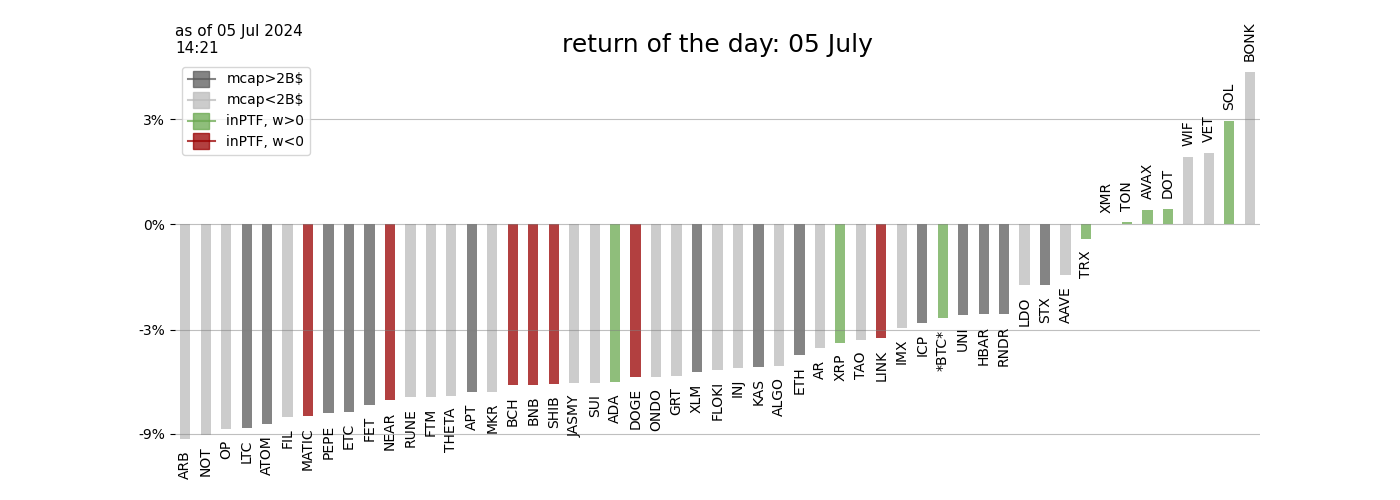 as of 05 Jul 2024
14:21
return of the day: 05 July
mcap>2B$
mcap<2B$
inPTF, w>0
inPTF, w<0
3%
0%
-3%
-9%
ARB
NOT
OP
LTC
ATOM
FIL
MATIC
PEPE
ETC
FET
NEAR
RUNE
FTM
THETA
APT
MKR
BCH
BNB
SHIB
JASMY
SUI
ADA
DOGE
ONDO
GRT
XLM
FLOKI
INJ
KAS
ALGO
ETH
AR
XRP
TAO
LINK
IMX
ICP
*BTC*
UNI
HBAR
RNDR
LDO
STX
AAVE
TRX
XMR
TON
AVAX
DOT
WIF
VET
SOL
BONK